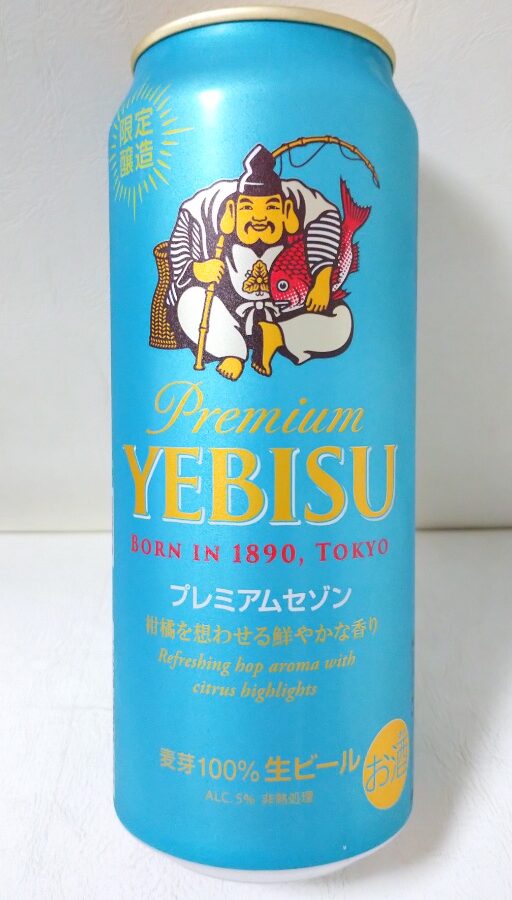 限定
醸造
Premium
YEBISU
BORN IN 1890, TOKYO
プレミアムセゾン
柑橘を想わせる鮮やかな香り
Refreshing hop aroma with
citrus highlights
麦芽100% 生ビール
お酒
ALC. 5% 非熱処理